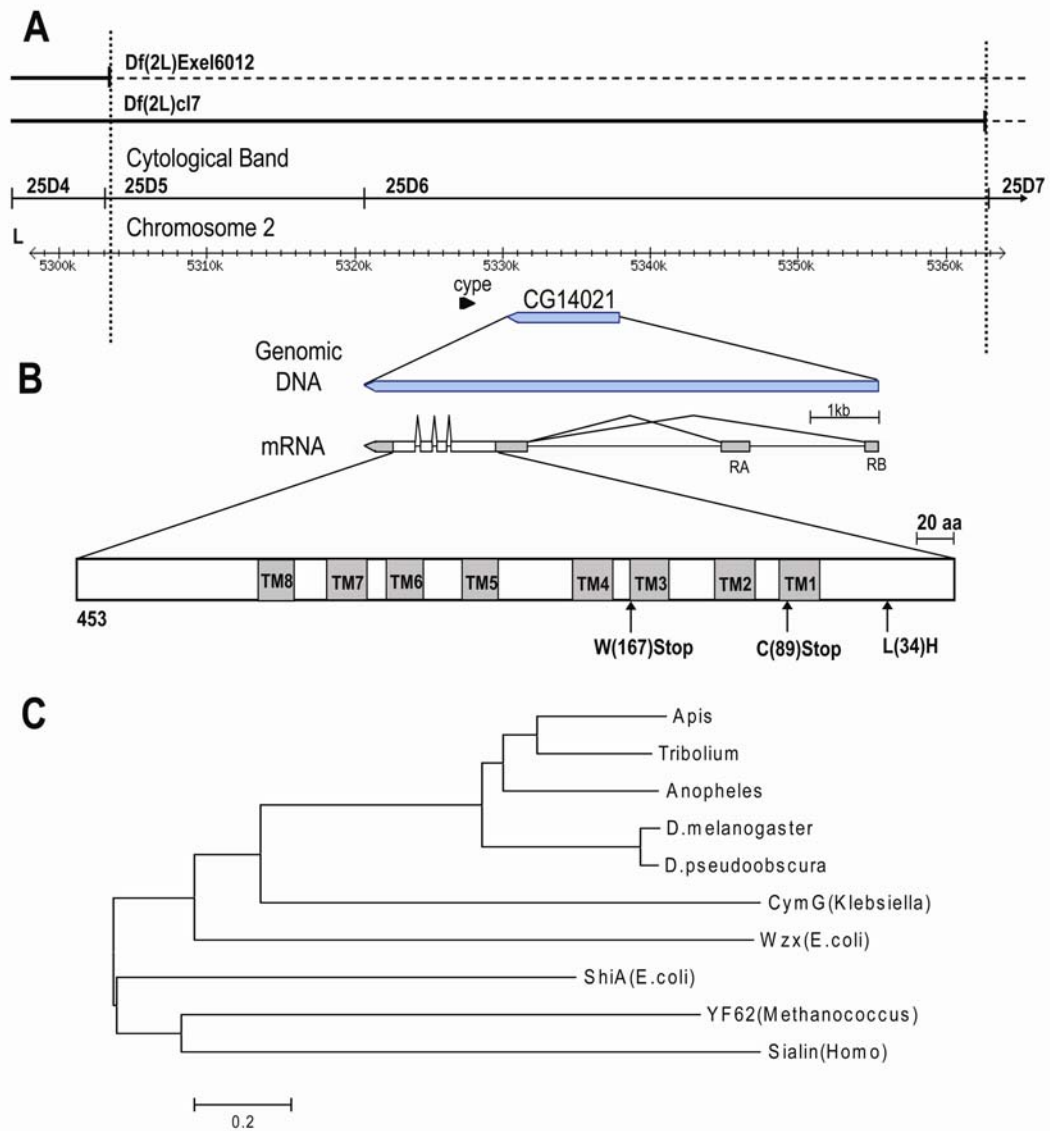 A
Df(2L)Exel6012
Df(2L)cl7
Cytological Band
25D4 25D5 25D6 25D7
L Chromosome 2
5300k 5310k 5320k 5330k 5340k 5350k 5360k
cype
CG14021
B
Genomic
DNA
1kb
mRNA
RA RB
20 aa
TM8 TM7 TM6 TM5 TM4 TM3 TM2 TM1
453
W(167)Stop C(89)Stop L(34)H
C
Apis
Tribolium
Anopheles
D.melanogaster
D.pseudoobscura
CymG(Klebsiella)
Wzx(E.coli)
ShiA(E.coli)
YF62(Methanococcus)
Sialin(Homo)
0.2